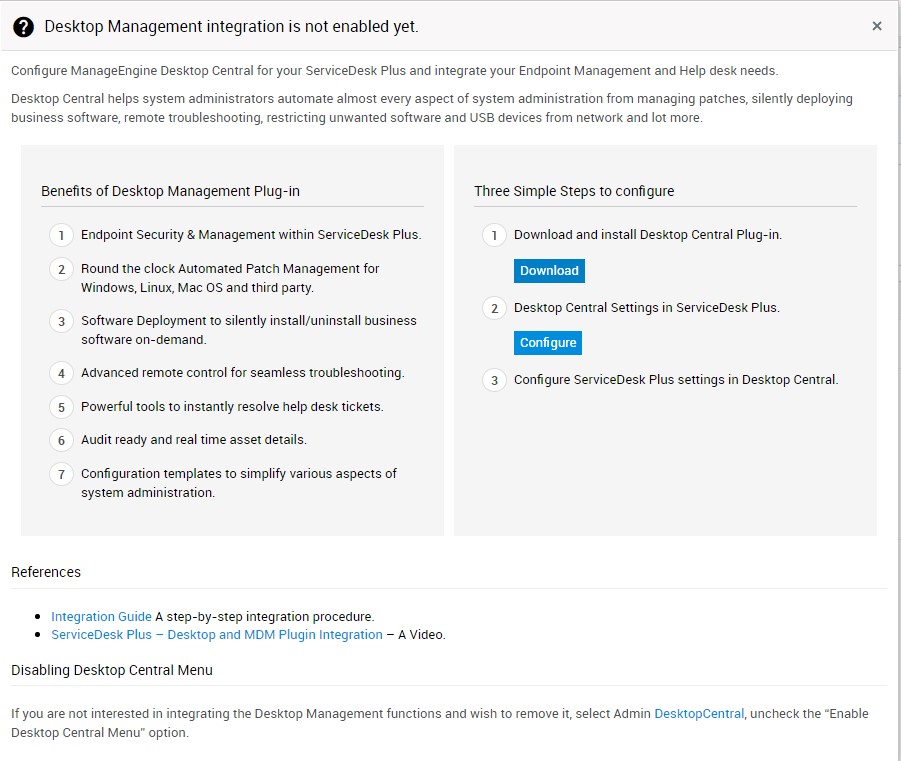 Desktop Management integration is not enabled yet.
Configure ManageEngine Desktop Central for your ServiceDesk Plus and integrate your Endpoint Management and Help desk needs.
Desktop Central helps system administrators automate almost every aspect of system administration from managing patches, silently deploying
business software, remote troubleshooting, restricting unwanted software and USB devices from network and lot more.
Benefits of Desktop Management Plug-in
1 Endpoint Security & Management within ServiceDesk Plus.
2 Round the clock Automated Patch Management for
Windows, Linux, Mac OS and third party.
3 Software Deployment to silently install/uninstall business
software on-demand.
4 Advanced remote control for seamless troubleshooting.
5 Powerful tools to instantly resolve help desk tickets.
6 Audit ready and real time asset details.
7 Configuration templates to simplify various aspects of
system administration.
Three Simple Steps to configure
1 Download and install Desktop Central Plug-in.
Download
2 Desktop Central Settings in ServiceDesk Plus.
Configure
3 Configure ServiceDesk Plus settings in Desktop Central.
References
• Integration Guide A step-by-step integration procedure.
• ServiceDesk Plus – Desktop and MDM Plugin Integration – A Video.
Disabling Desktop Central Menu
If you are not interested in integrating the Desktop Management functions and wish to remove it, select Admin DesktopCentral, uncheck the “Enable
Desktop Central Menu” option.